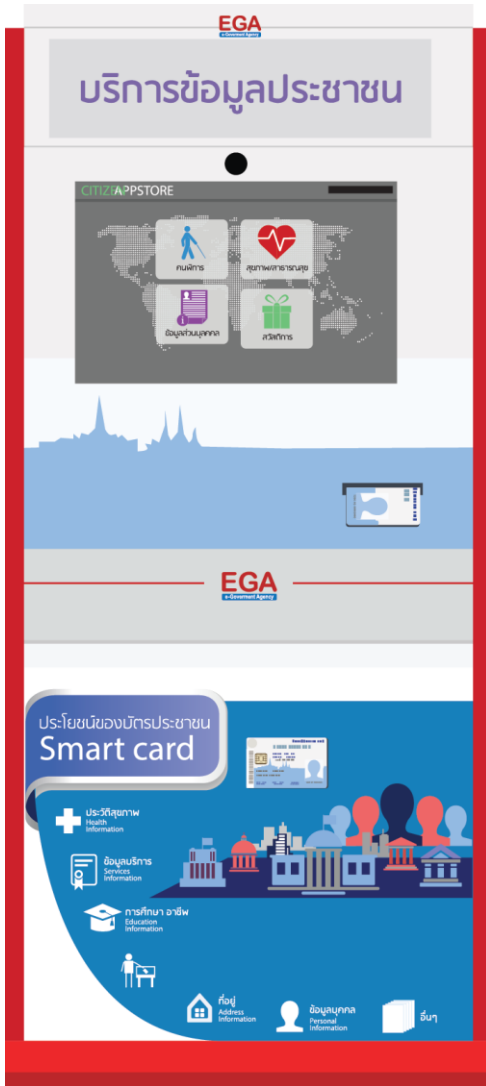 EGA
e-Government Agency
บริการข้อมูลประชาชน
CITIZENAPPSTORE
คนพิการ
สุขภาพ/สาธารณสุข
ข้อมูลส่วนบุคคล
สวัสดิการ
EGA
e-Government Agency
ประโยชน์ของบัตรประชาชน
Smart card
ประวัติสุขภาพ
Health
Information
ข้อมูลบริการ
Services
Information
การศึกษา อาชีพ
Education
Information
ที่อยู่
Address
Information
ข้อมูลบุคคล
Personal
Information
อื่นๆ